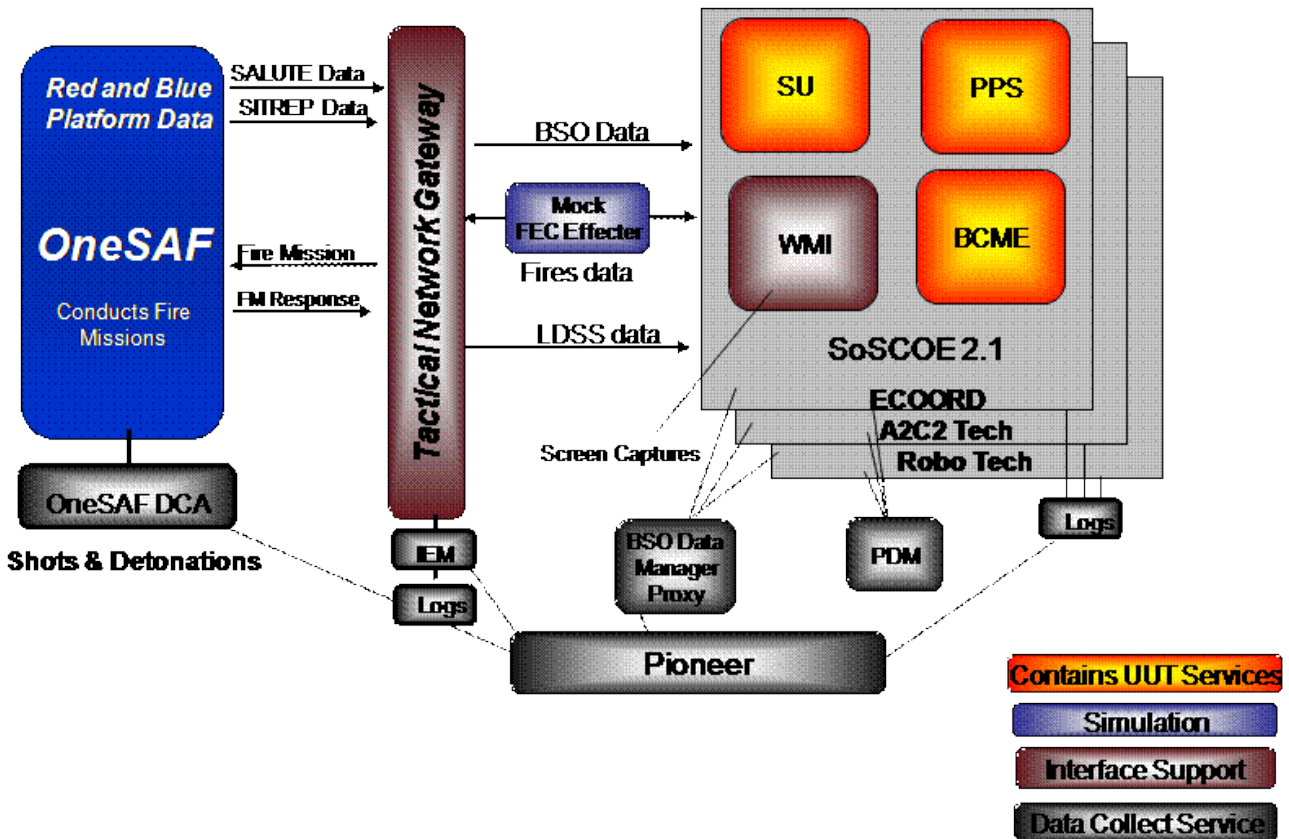 Red and Blue
Platform Data
OneSAF
Conducts Fire
Missions
SALUTE Data
SITREP Data
Fire Mission
FM Response
Tactical Network Gateway
BSO Data
Mock
FEC Effecter
Fires data
LDSS data
SU
PPS
WMI
BCME
SoSCOE 2.1
ECOORD
A2C2 Tech
Robo Tech
Screen Captures
OneSAF DCA
Shots & Detonations
IEM
Logs
BSO Data
Manager
Proxy
PDM
Logs
Pioneer
Contains UUT Services
Simulation
Interface Support
Data Collect Service